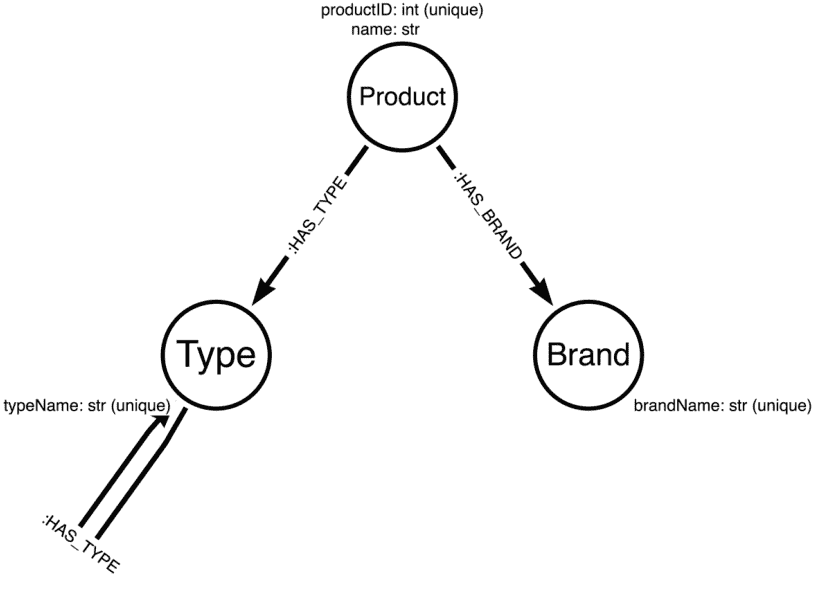 productID: int (unique)
name: str
Product
:HAS_TYPE
:HAS_BRAND
Type
Brand
typeName: str (unique)
brandName: str (unique)
:HAS_TYPE